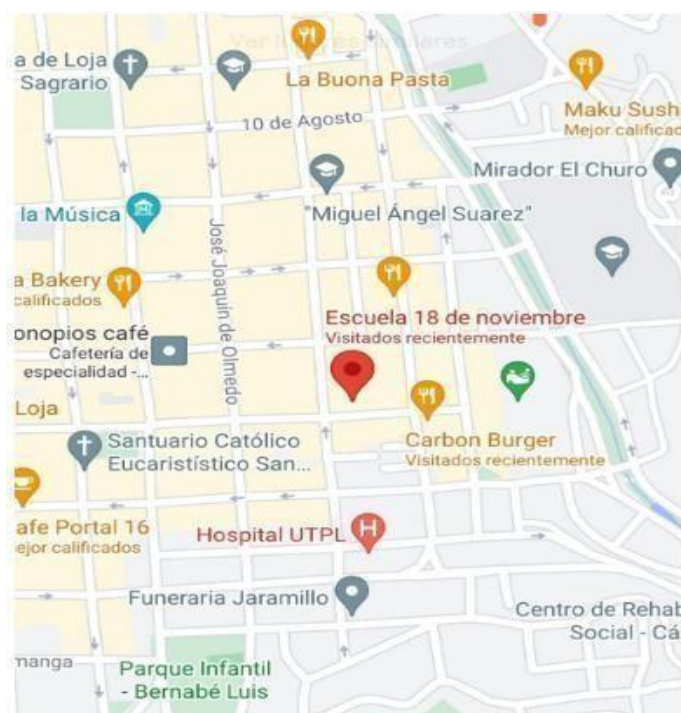 a de Loja
Sagrario
La Buona Pasta
10 de Agosto
Maku Sush
Mejor calificad
Mirador El Churo
la Música
"Miguel Ángel Suarez"
José Joaquín de Olmedo
a Bakery
calificados
Escuela 18 de noviembre
Visitados recientemente
onopios café
Cafetería de
especialidad -...
Loja
Carbon Burger
Visitados recientemente
Santuario Católico
Eucaristístico San...
afe Portal 16
ejor calificados
Hospital UTPL
H
Funeraria Jaramillo
Centro de Rehab
Social - Cá
manga
Parque Infantil
- Bernabé Luis